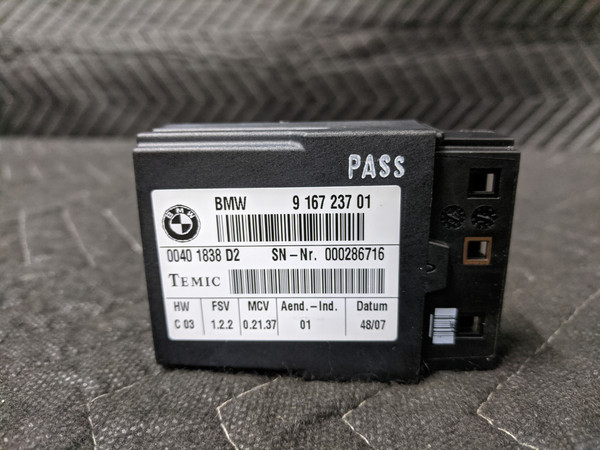 PASS
BMW
BMW 9 167 237 01
0040 1838 D2 SN-Nr. 000286716
TEMIC
HW FSV MCV Aend.-Ind. Datum
C 03 1.2.2 0.21.37 01 48/07